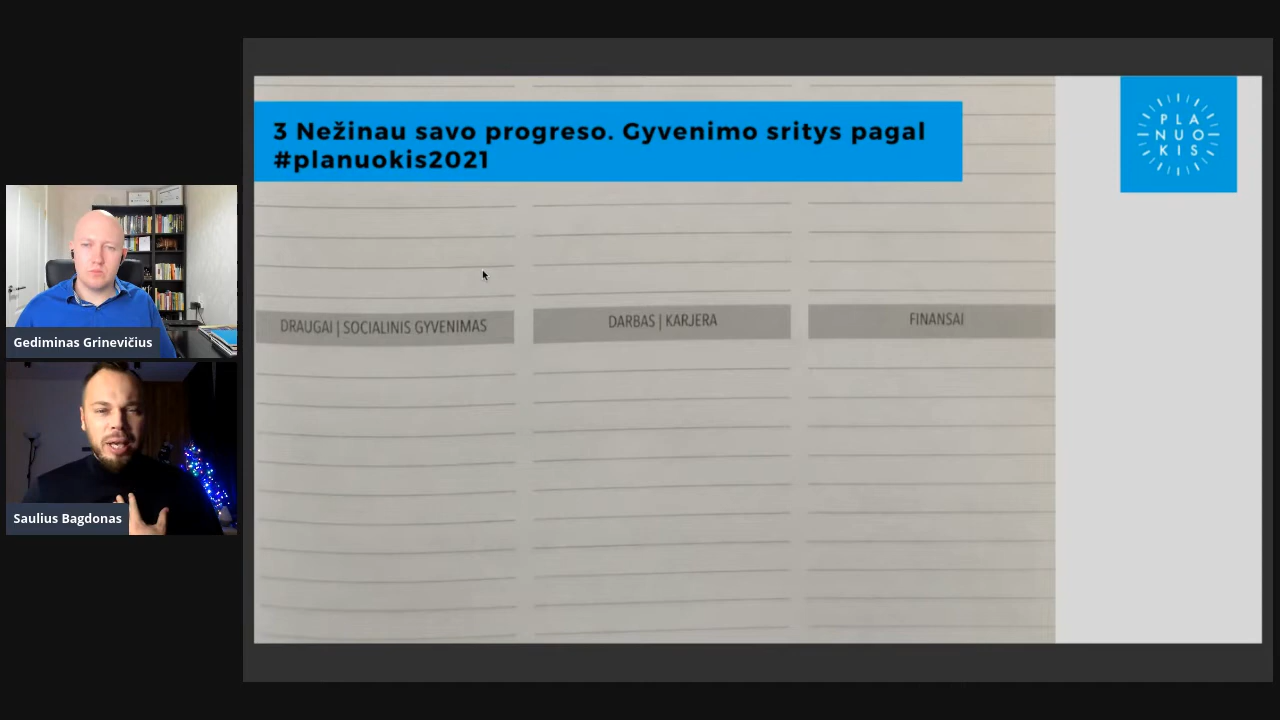 3 Nežinau savo progreso. Gyvenimo sritys pagal
#planuokis2021
PLA
NUO
KIS
Gediminas Grinevičius
Saulius Bagdonas
DRAUGAI | SOCIALINIS GYVENIMAS
DARBAS | KARJERA
FINANSAI